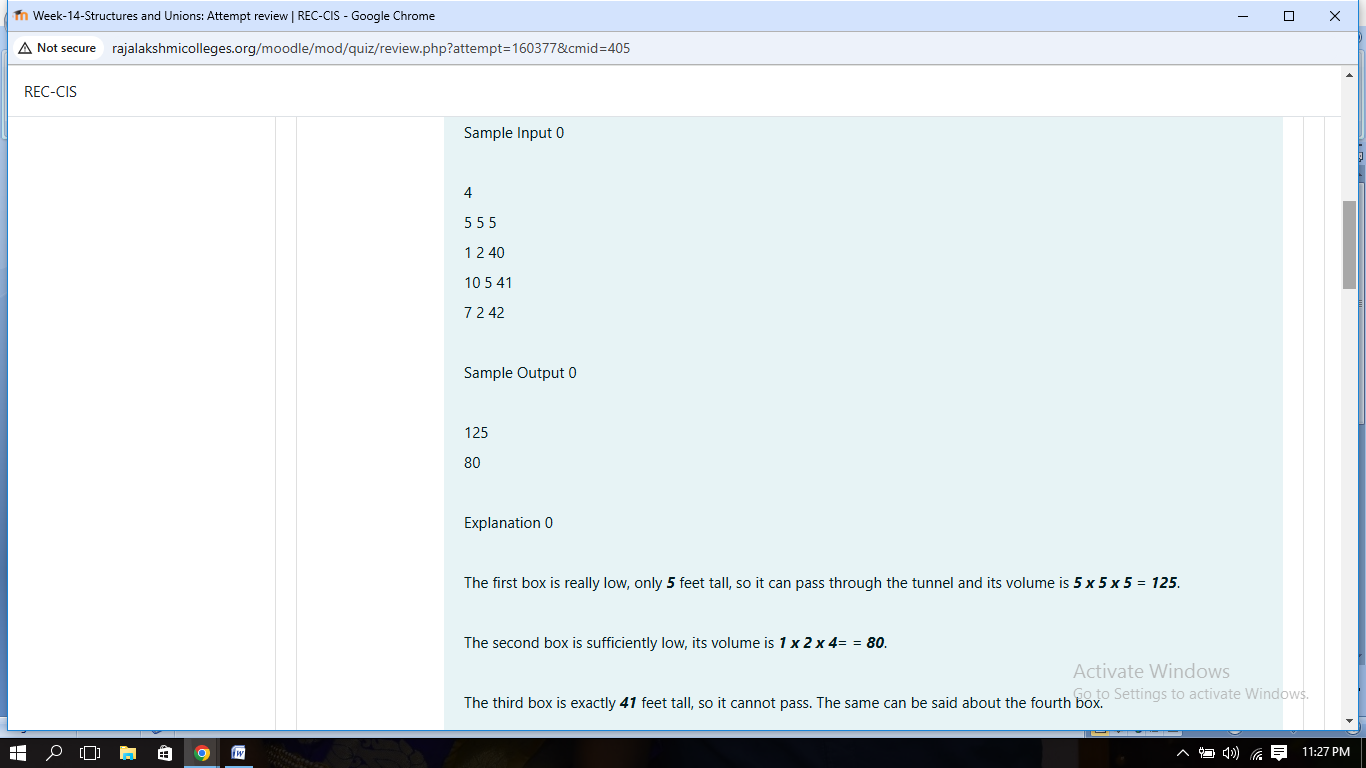 Week-14-Structures and Unions: Attempt review | REC-CIS - Google Chrome
Not secure rajalakshmicolleges.org/moodle/mod/quiz/review.php?attempt=160377&cmid=405
REC-CIS
Sample Input 0
4
5 5 5
1 2 40
10 5 41
7 2 42
Sample Output 0
125
80
Explanation 0
The first box is really low, only 5 feet tall, so it can pass through the tunnel and its volume is 5 x 5 x 5 = 125.
The second box is sufficiently low, its volume is 1 x 2 x 4= = 80.
The third box is exactly 41 feet tall, so it cannot pass. The same can be said about the fourth box.
Activate Windows
Go to Settings to activate Windows.
11:27 PM